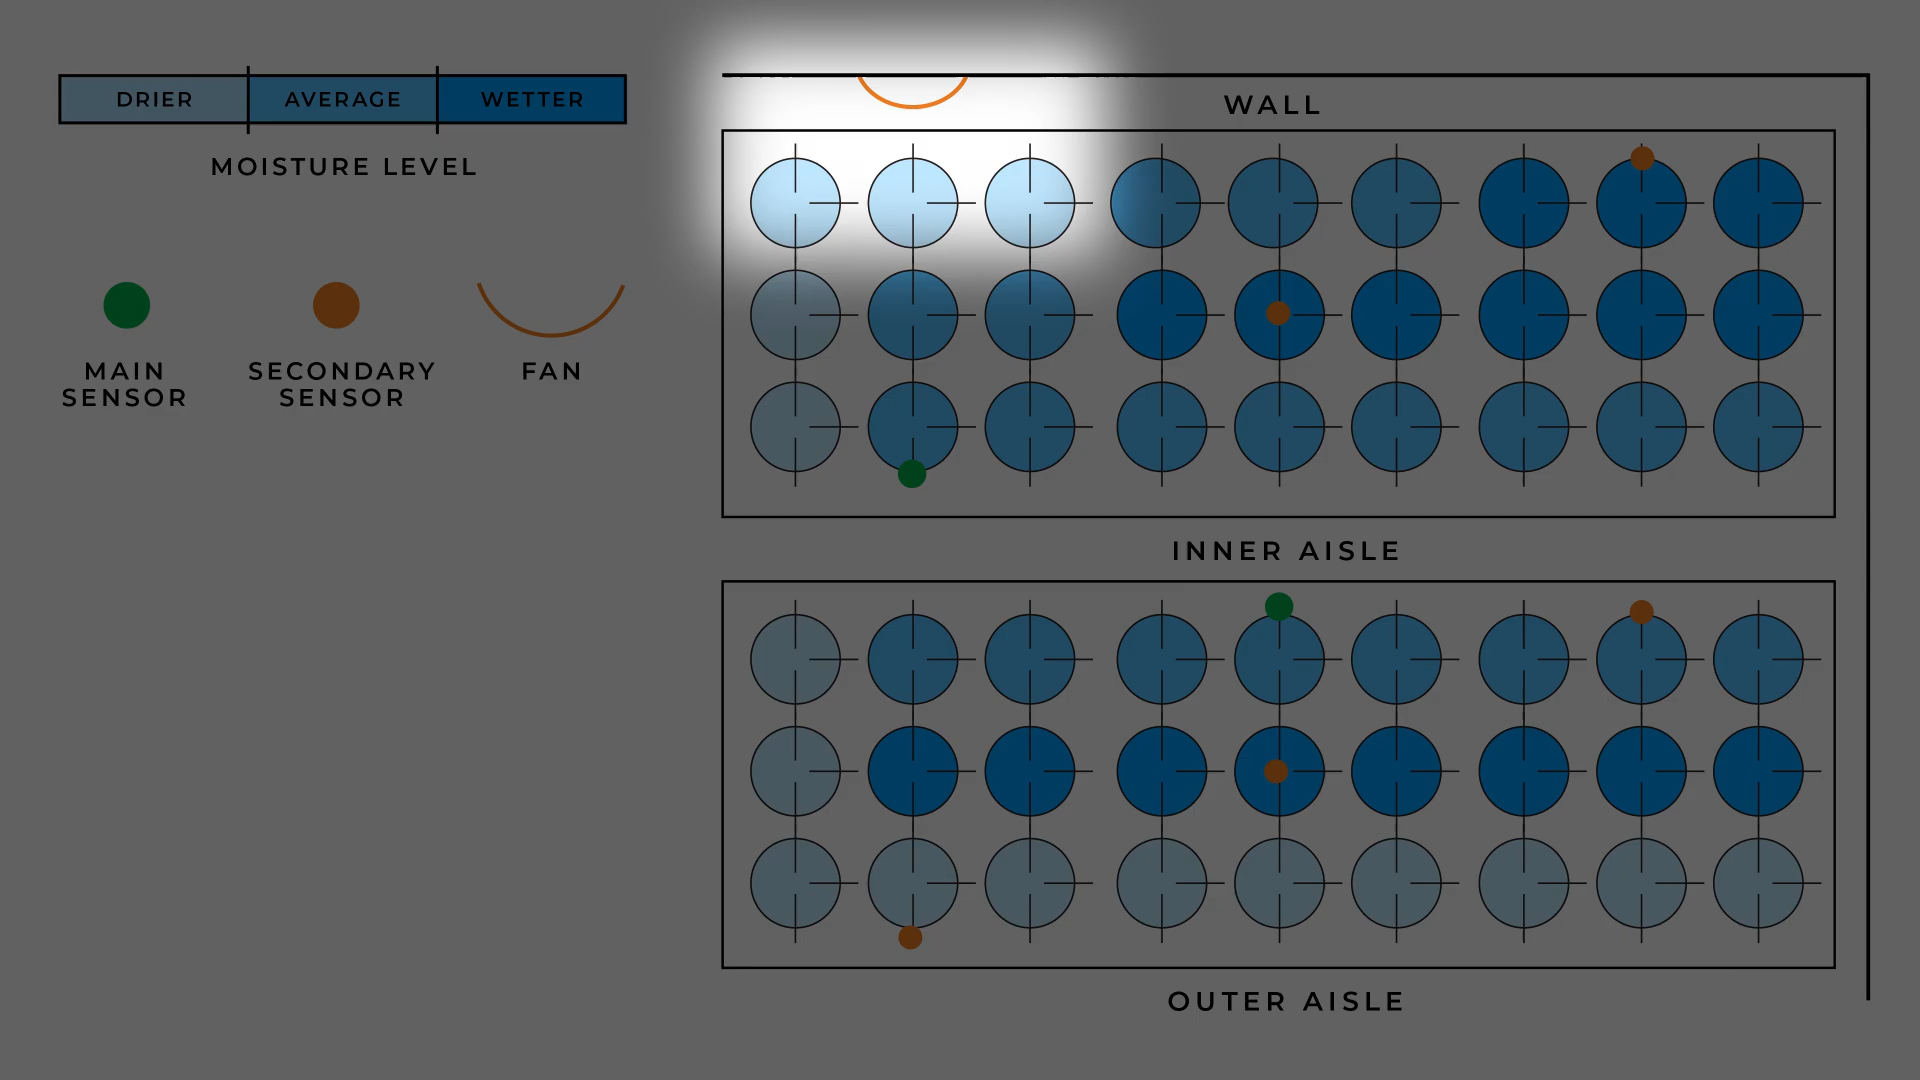 DRIER AVERAGE WETTER
MOISTURE LEVEL
MAIN
SENSOR
SECONDARY
SENSOR
FAN
WALL
INNER AISLE
OUTER AISLE